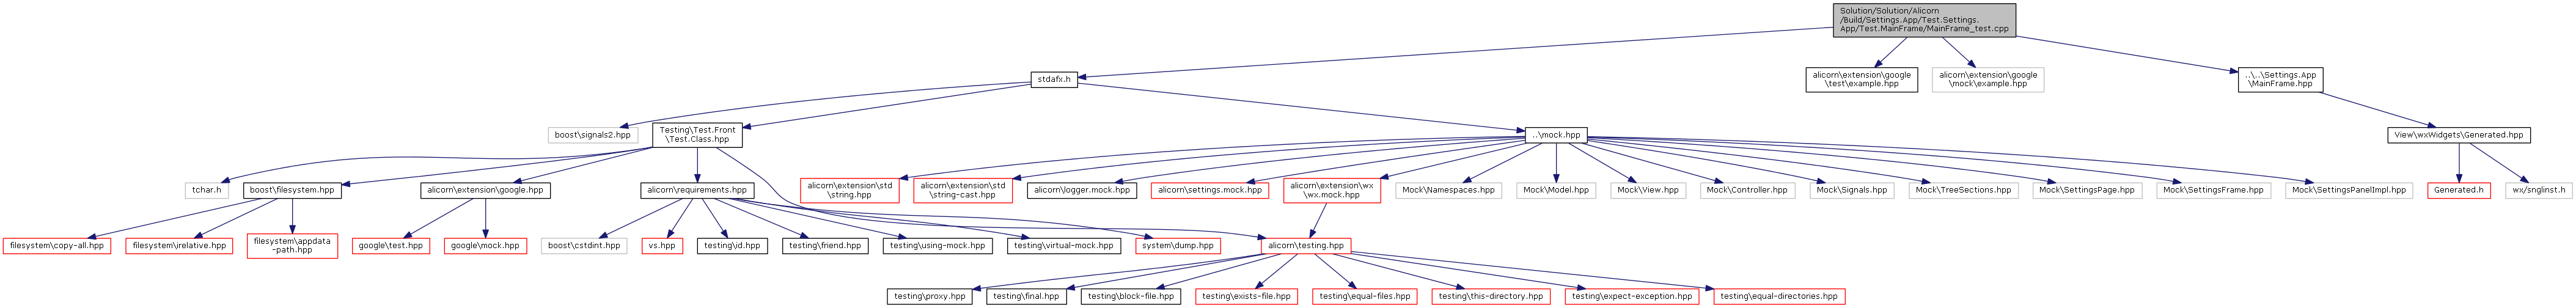 Solution/Solution/Alicorn
/Build/Settings.App/Test.Settings.
App/Test.MainFrame/MainFrame_test.cpp
stdafx.h
alicorn\extension\google
\test\example.hpp
alicorn\extension\google
\mock\example.hpp
..\..\Settings.App
\MainFrame.hpp
boost\signals2.hpp
Testing\Test.Front
\Test.Class.hpp
..\mock.hpp
View\wxWidgets\Generated.hpp
tchar.h
boost\filesystem.hpp
alicorn\extension\google.hpp
alicorn\requirements.hpp
alicorn\extension\std
\string.hpp
alicorn\extension\std
\string-cast.hpp
alicorn\logger.mock.hpp
alicorn\settings.mock.hpp
alicorn\extension\wx
\wx.mock.hpp
Mock\Namespaces.hpp
Mock\Model.hpp
Mock\View.hpp
Mock\Controller.hpp
Mock\Signals.hpp
Mock\TreeSections.hpp
Mock\SettingsPage.hpp
Mock\SettingsFrame.hpp
Mock\SettingsPanelImpl.hpp
Generated.h
wx/snglinst.h
filesystem\copy-all.hpp
filesystem\irelative.hpp
filesystem\appdata
-path.hpp
google\test.hpp
google\mock.hpp
boost\cstdint.hpp
vs.hpp
testing\id.hpp
testing\friend.hpp
testing\using-mock.hpp
testing\virtual-mock.hpp
system\dump.hpp
alicorn\testing.hpp
testing\proxy.hpp
testing\final.hpp
testing\block-file.hpp
testing\exists-file.hpp
testing\equal-files.hpp
testing\this-directory.hpp
testing\expect-exception.hpp
testing\equal-directories.hpp